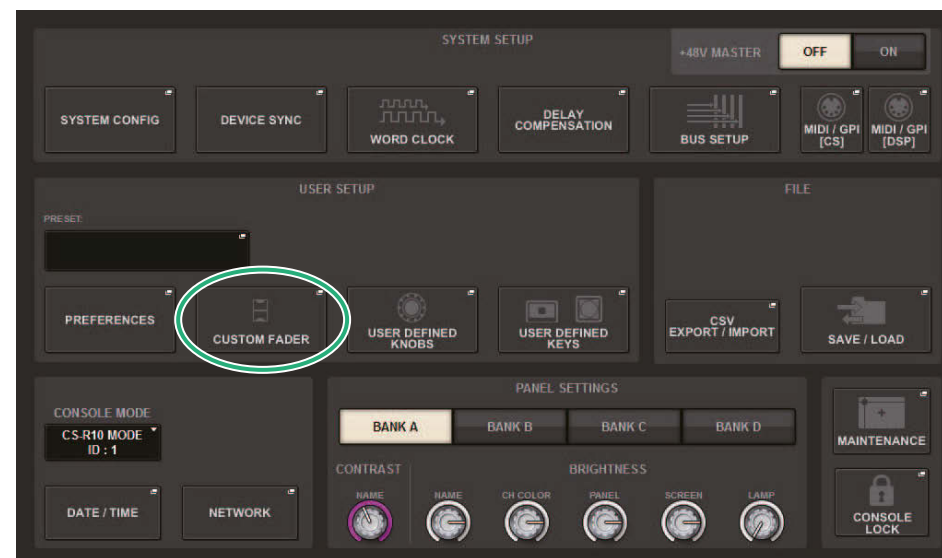 SYSTEM SETUP
+48V MASTER
OFF
ON
SYSTEM CONFIG
DEVICE SYNC
WORD CLOCK
DELAY
COMPENSATION
BUS SETUP
MIDI / GPI
[CS]
MIDI / GPI
[DSP]
USER SETUP
PRESET
PREFERENCES
CUSTOM FADER
USER DEFINED
KNOBS
USER DEFINED
KEYS
FILE
CSV
EXPORT / IMPORT
SAVE / LOAD
CONSOLE MODE
CS-R10 MODE
ID : 1
DATE / TIME
NETWORK
PANEL SETTINGS
BANK A
BANK B
BANK C
BANK D
CONTRAST
BRIGHTNESS
NAME
NAME
CH COLOR
PANEL
SCREEN
LAMP
MAINTENANCE
CONSOLE
LOCK